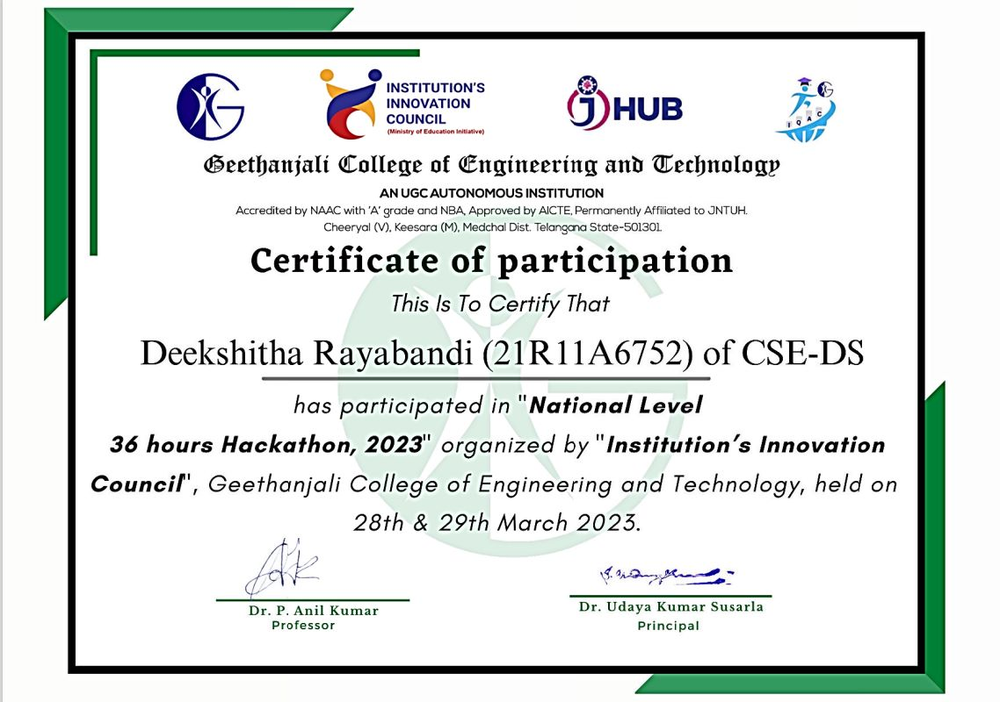 INSTITUTION'S
INNOVATION
COUNCIL
(Ministry of Education Initiative)
J HUB
IQAC
Geethanjali College of Engineering and Technology
AN UGC AUTONOMOUS INSTITUTION
Accredited by NAAC with 'A' grade and NBA, Approved by AICTE, Permanently Affiliated to JNTUH.
Cheeryal (V), Keesara (M), Medchal Dist. Telangana State-501301.
Certificate of participation
This Is To Certify That
Deekshitha Rayabandi (21R11A6752) of CSE-DS
has participated in "National Level
36 hours Hackathon, 2023" organized by "Institution's Innovation
Council", Geethanjali College of Engineering and Technology, held on
28th & 29th March 2023.
Dr. P. Anil Kumar
Professor
Dr. Udaya Kumar Susarla
Principal